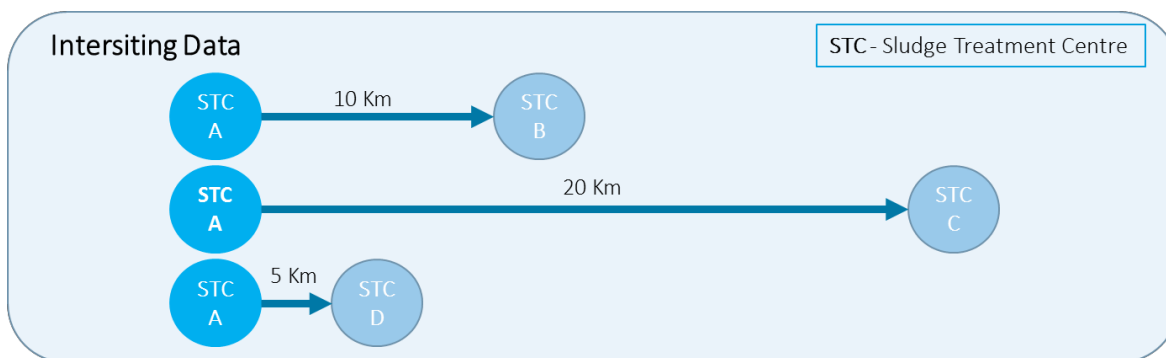 Intersiting Data
STC - Sludge Treatment Centre
STC
A
10 Km
STC
B
STC
A
20 Km
STC
C
STC
A
5 Km
STC
D